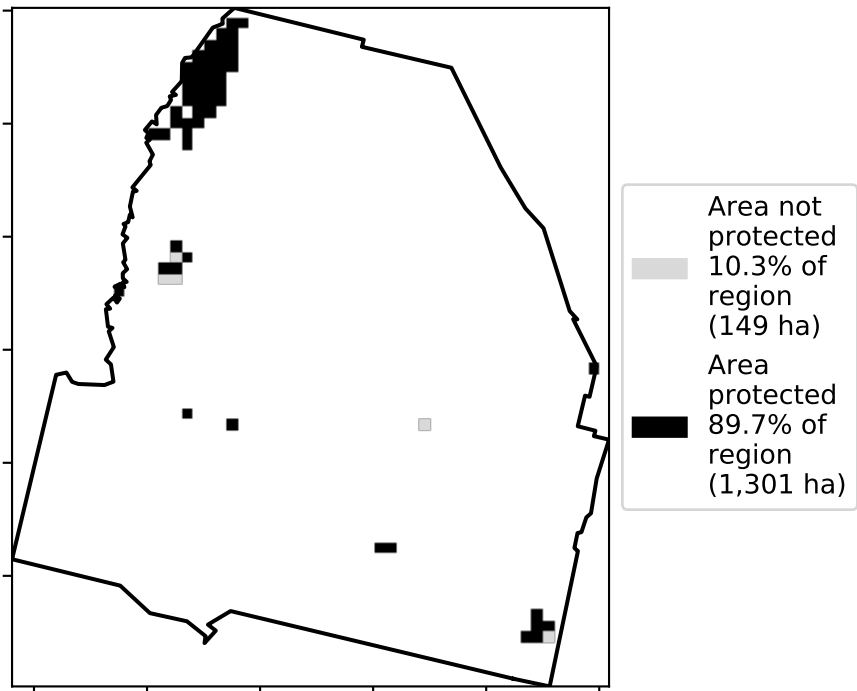 Area not
protected
10.3% of
region
(149 ha)
Area
protected
89.7% of
region
(1,301 ha)